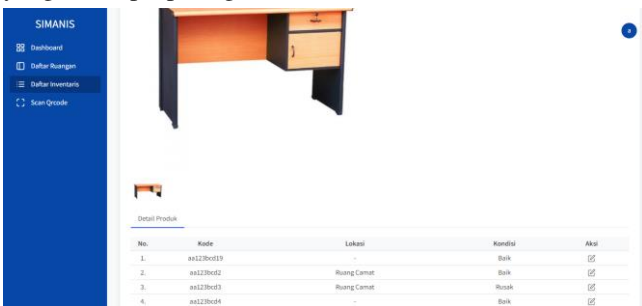 SIMANIS
a
Dashboard
Daftar Ruangan
Daftar Inventaris
Scan Qrcode
Detail Produk
No. Kode Lokasi Kondisi Aksi
1. aa123bcd19 - Baik
2. aa123bcd2 Ruang Camat Baik
3. aa123bcd3 Ruang Camat Rusak
4. aa123bcd4 - Baik